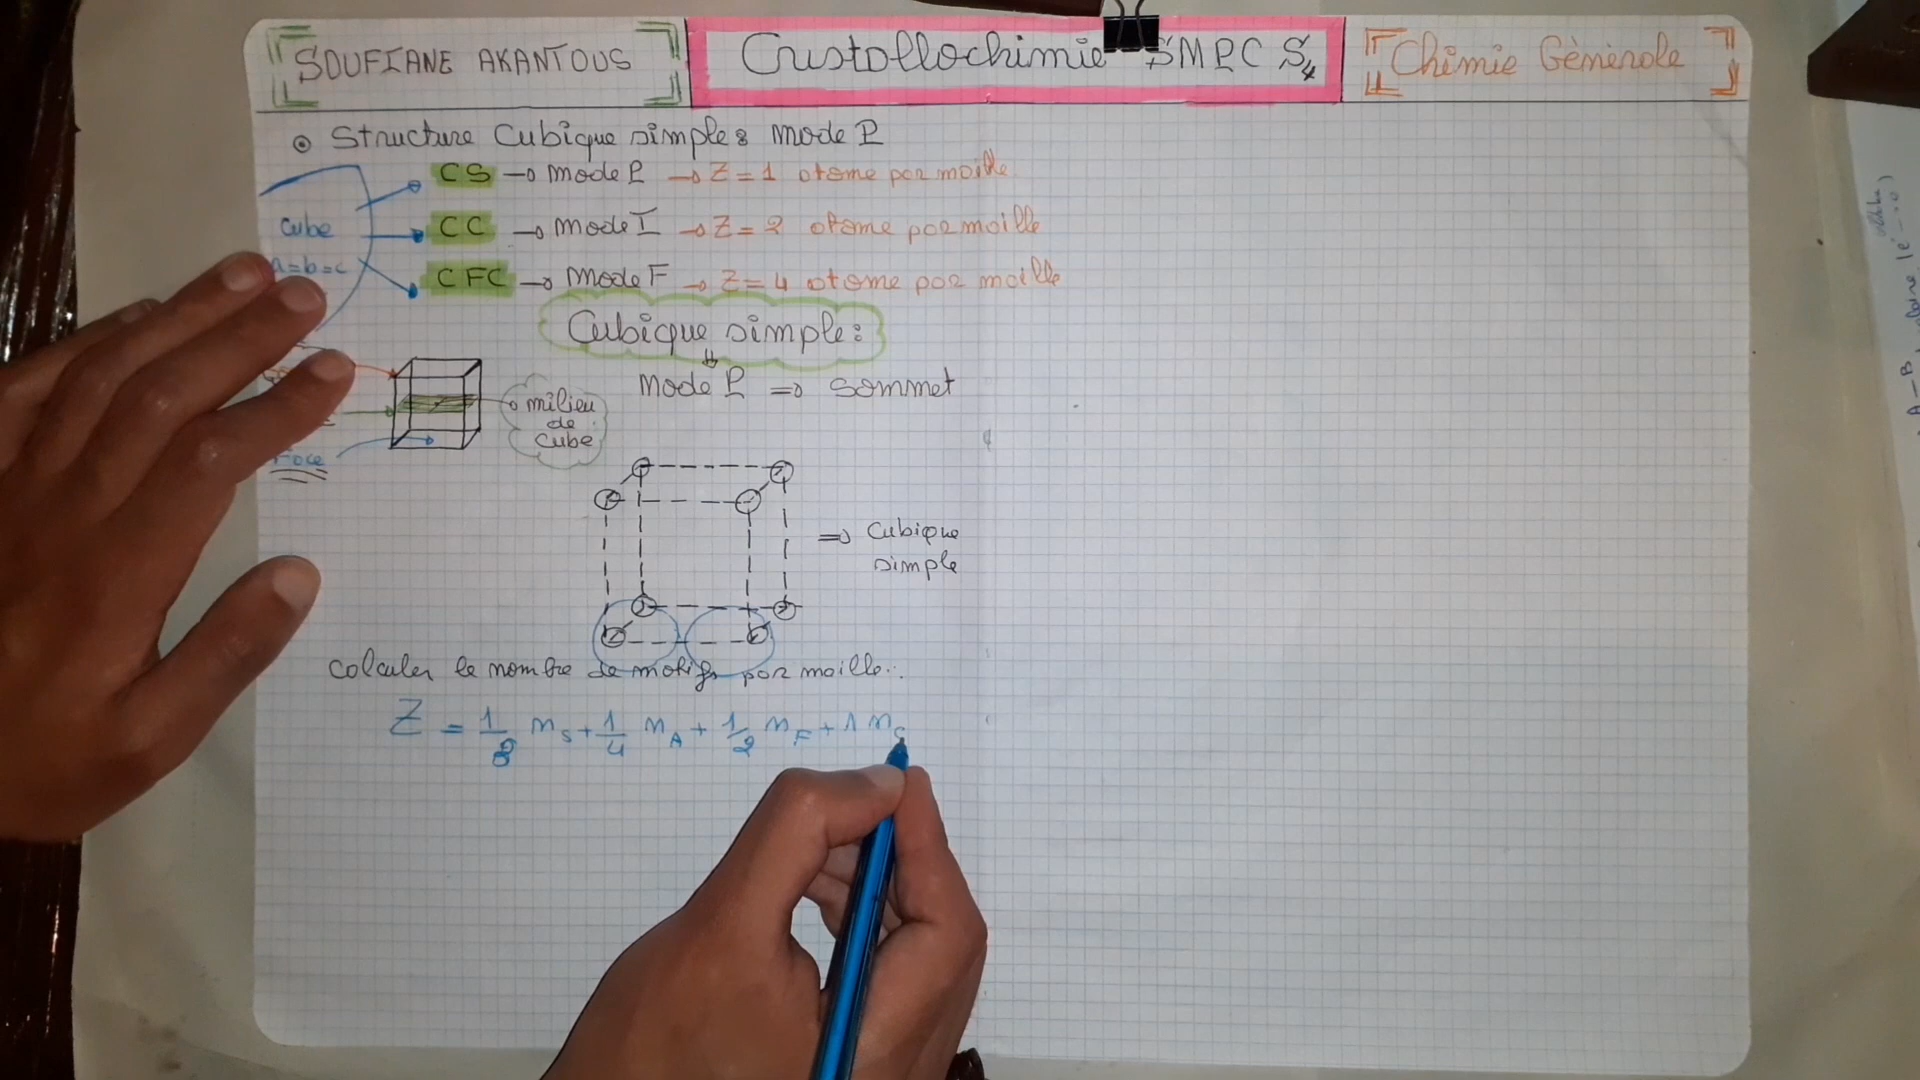 SOUFIANE AKANTOUS
Cristallochimie SMPC S4
Chimie Générale
Structure Cubique simple: mode P
CS → mode P → Z = 1 atome par maille
Cube
CC → mode I → Z = 2 atome par maille
a=b=c
CFC → mode F → Z = 4 atome par maille
Cubique simple:
mode P => sommet
milieu
de
cube
Face
=> Cubique
simple
calculer le nombre de motifs par maille..
Z = 1/8 ns + 1/4 nA + 1/2 nF + 1 nc